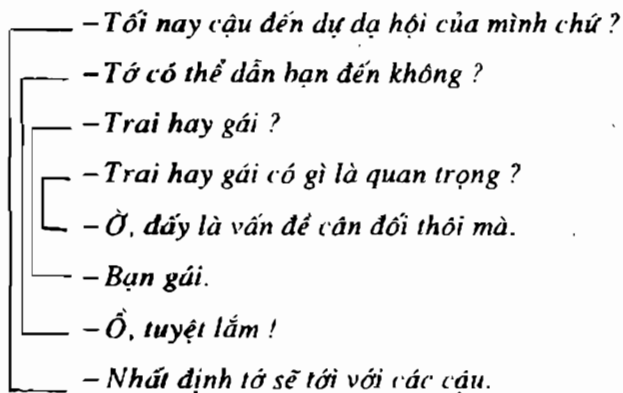 – Tối nay cậu đến dự dạ hội của mình chứ ?
– Tớ có thể dẫn bạn đến không ?
– Trai hay gái ?
– Trai hay gái có gì là quan trọng ?
– Ờ, đấy là vấn đề cân đối thôi mà.
– Bạn gái.
– Ồ, tuyệt lắm !
– Nhất định tớ sẽ tới với các cậu.